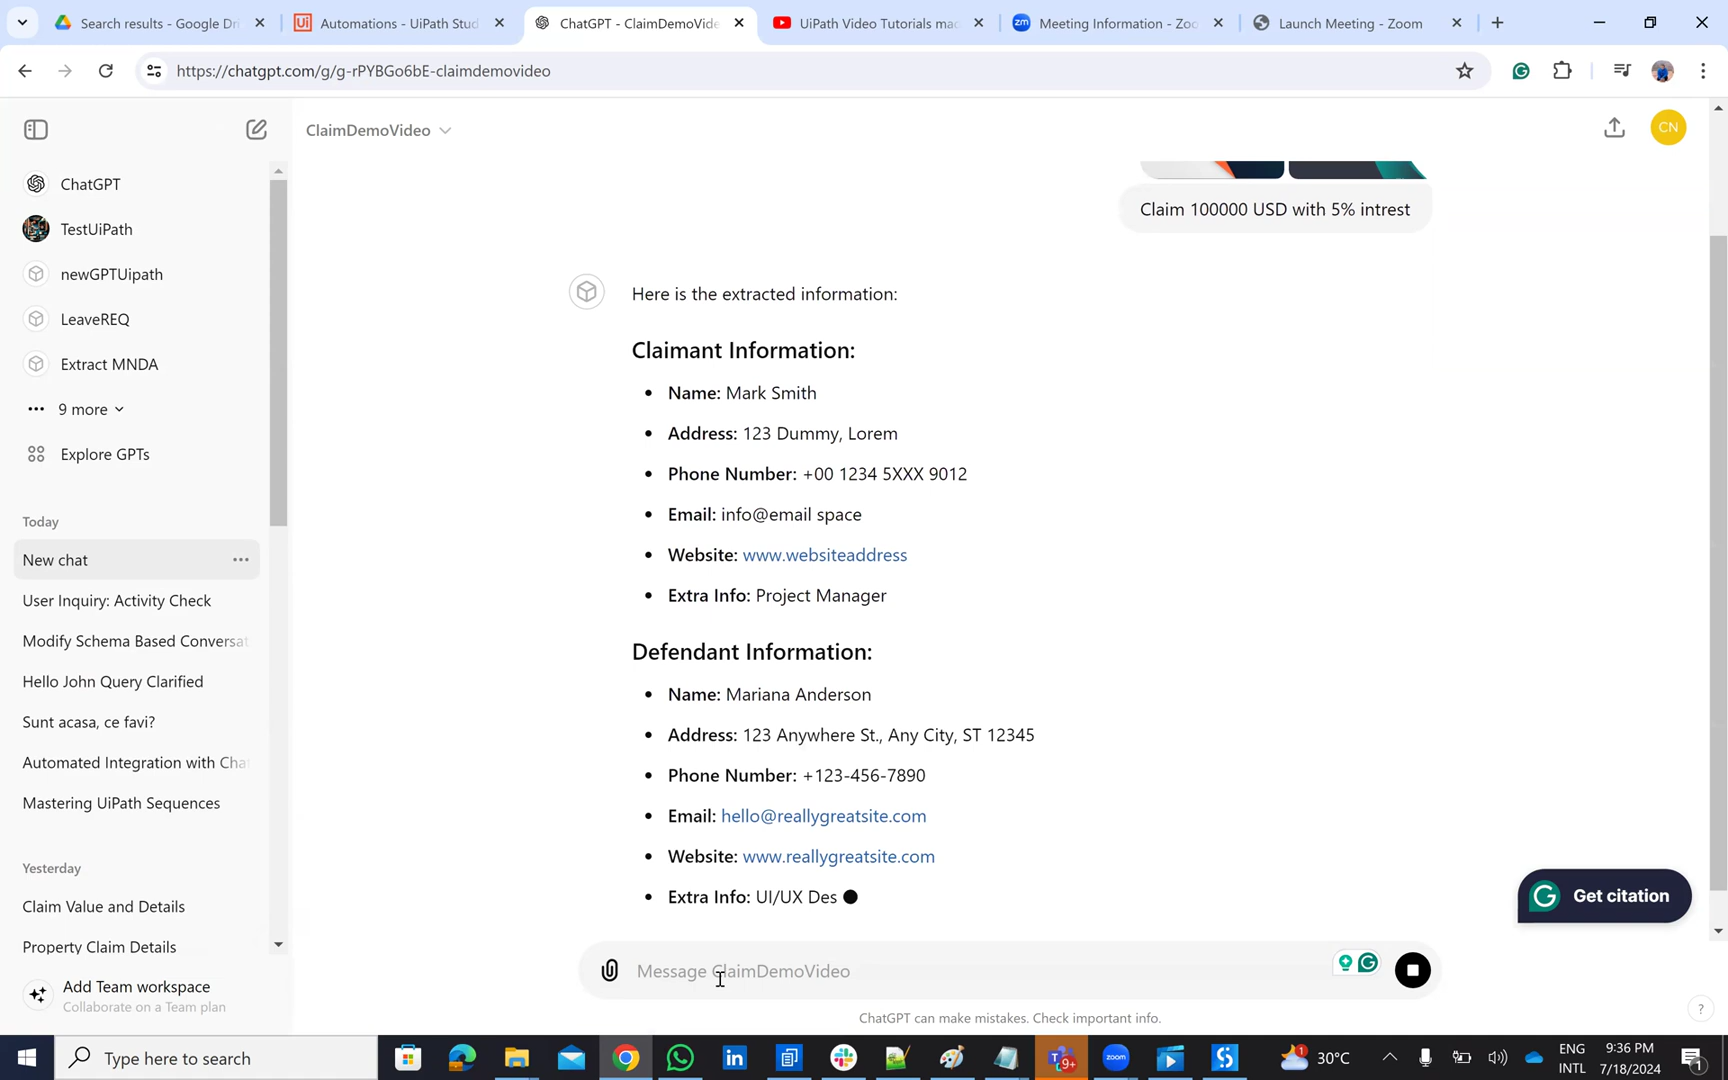 Search results - Google Dri
Automations - UiPath Stud
ChatGPT - ClaimDemoVide
UiPath Video Tutorials mad
Meeting Information - Zoo
Launch Meeting - Zoom
https://chatgpt.com/g/g-rPYBGo6bE-claimdemovideo
ClaimDemoVideo
CN
ChatGPT
TestUiPath
newGPTUipath
LeaveREQ
Extract MNDA
9 more
Explore GPTs
Today
New chat
User Inquiry: Activity Check
Modify Schema Based Conversat
Hello John Query Clarified
Sunt acasa, ce favi?
Automated Integration with Chat
Mastering UiPath Sequences
Yesterday
Claim Value and Details
Property Claim Details
Add Team workspace
Collaborate on a Team plan
Claim 100000 USD with 5% intrest
Here is the extracted information:
Claimant Information:
• Name: Mark Smith
• Address: 123 Dummy, Lorem
• Phone Number: +00 1234 5XXX 9012
• Email: info@email space
• Website: www.websiteaddress
• Extra Info: Project Manager
Defendant Information:
• Name: Mariana Anderson
• Address: 123 Anywhere St., Any City, ST 12345
• Phone Number: +123-456-7890
• Email: hello@reallygreatsite.com
• Website: www.reallygreatsite.com
• Extra Info: UI/UX Des
Get citation
Message ClaimDemoVideo
ChatGPT can make mistakes. Check important info.
?
Type here to search
9+
zoom
30°C
ENG
INTL
9:36 PM
7/18/2024
1